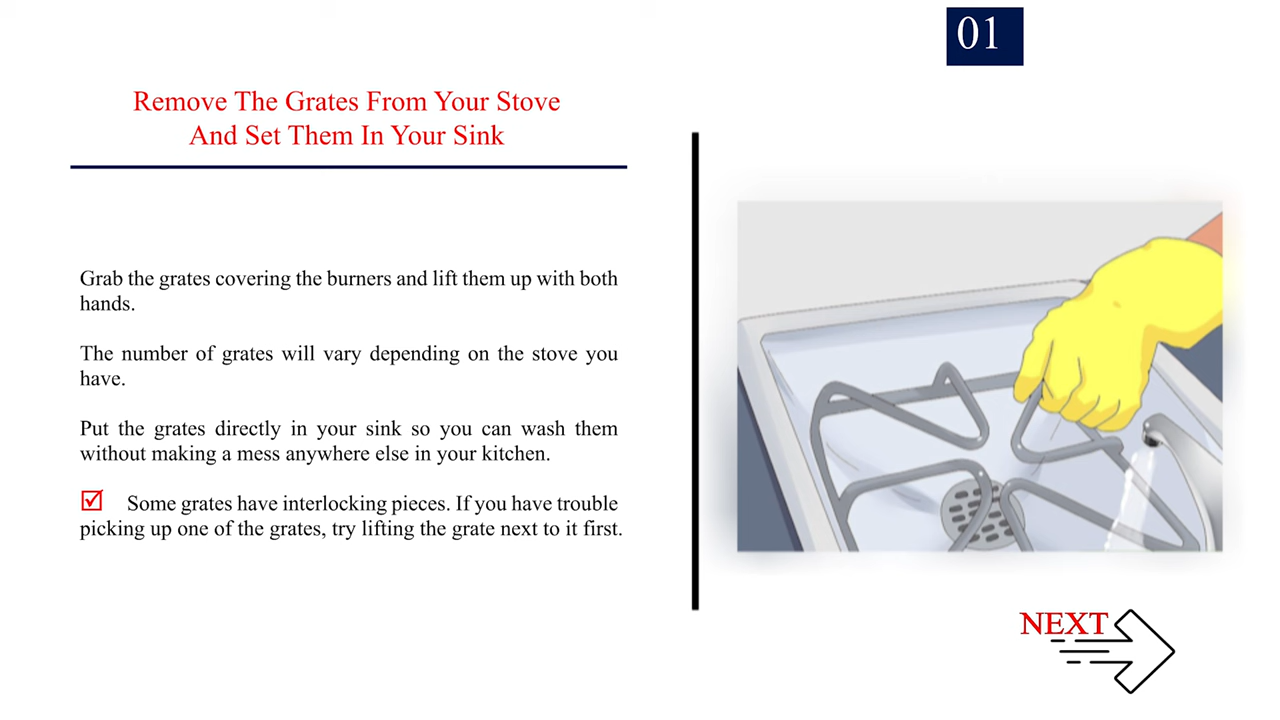 01
Remove The Grates From Your Stove
And Set Them In Your Sink
Grab the grates covering the burners and lift them up with both
hands.
The number of grates will vary depending on the stove you
have.
Put the grates directly in your sink so you can wash them
without making a mess anywhere else in your kitchen.
Some grates have interlocking pieces. If you have trouble
picking up one of the grates, try lifting the grate next to it first.
NEXT